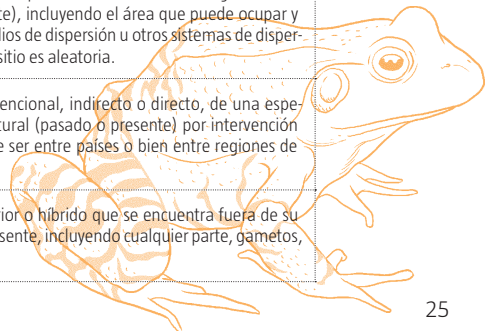 te), incluyendo el área que puede ocupar y
dios de dispersión u otros sistemas de disper-
sitio es aleatoria.
encional, indirecto o directo, de una espe-
tural (pasado o presente) por intervención
e ser entre países o bien entre regiones de
rior o híbrido que se encuentra fuera de su
esente, incluyendo cualquier parte, gametos,
25